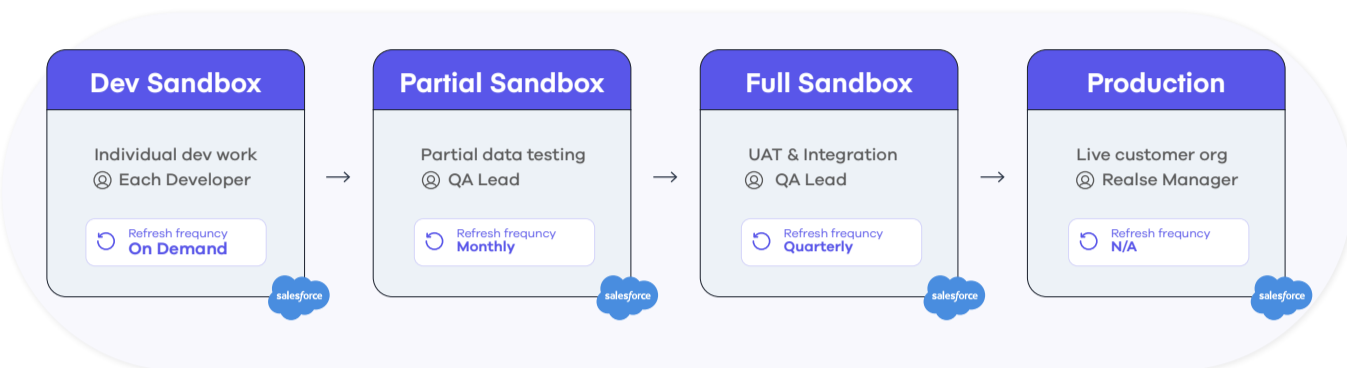 Dev Sandbox
Individual dev work
Each Developer
Refresh frequncy
On Demand
salesforce
Partial Sandbox
Partial data testing
QA Lead
Refresh frequncy
Monthly
salesforce
Full Sandbox
UAT & Integration
QA Lead
Refresh frequncy
Quarterly
salesforce
Production
Live customer org
Realse Manager
Refresh frequncy
N/A
salesforce